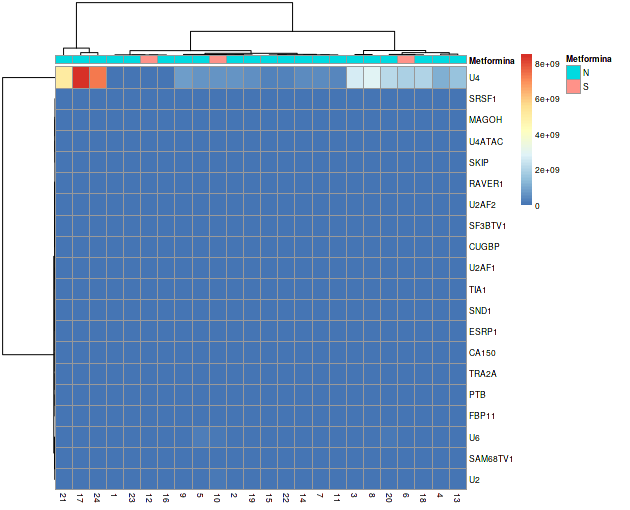 Metformina
U4
SRSF1
MAGOH
U4ATAC
SKIP
RAVER1
U2AF2
SF3BTV1
CUGBP
U2AF1
TIA1
SND1
ESRP1
CA150
TRA2A
PTB
FBP11
U6
SAM68TV1
U2
21 17 24 1 23 12 16 9 5 10 2 19 15 22 14 7 11 3 8 20 6 18 4 13
8e+09
6e+09
4e+09
2e+09
0
Metformina
N
S